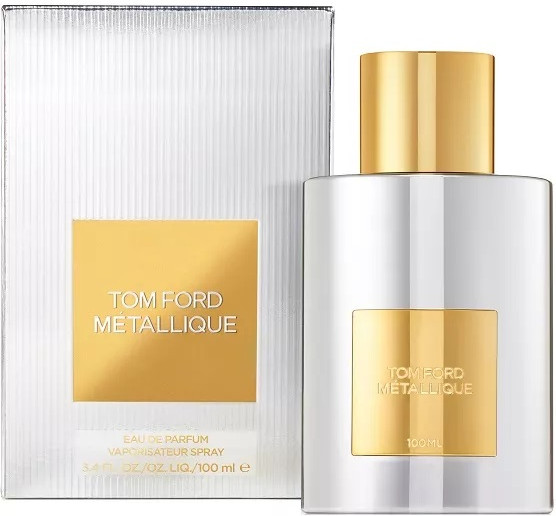 TOM FORD
MÉTALLIQUE
EAU DE PARFUM
VAPORISATEUR SPRAY
3.4 FL.OZ./OZ. LIQ./100 ml e
TOM FORD
MÉTALLIQUE
100ML